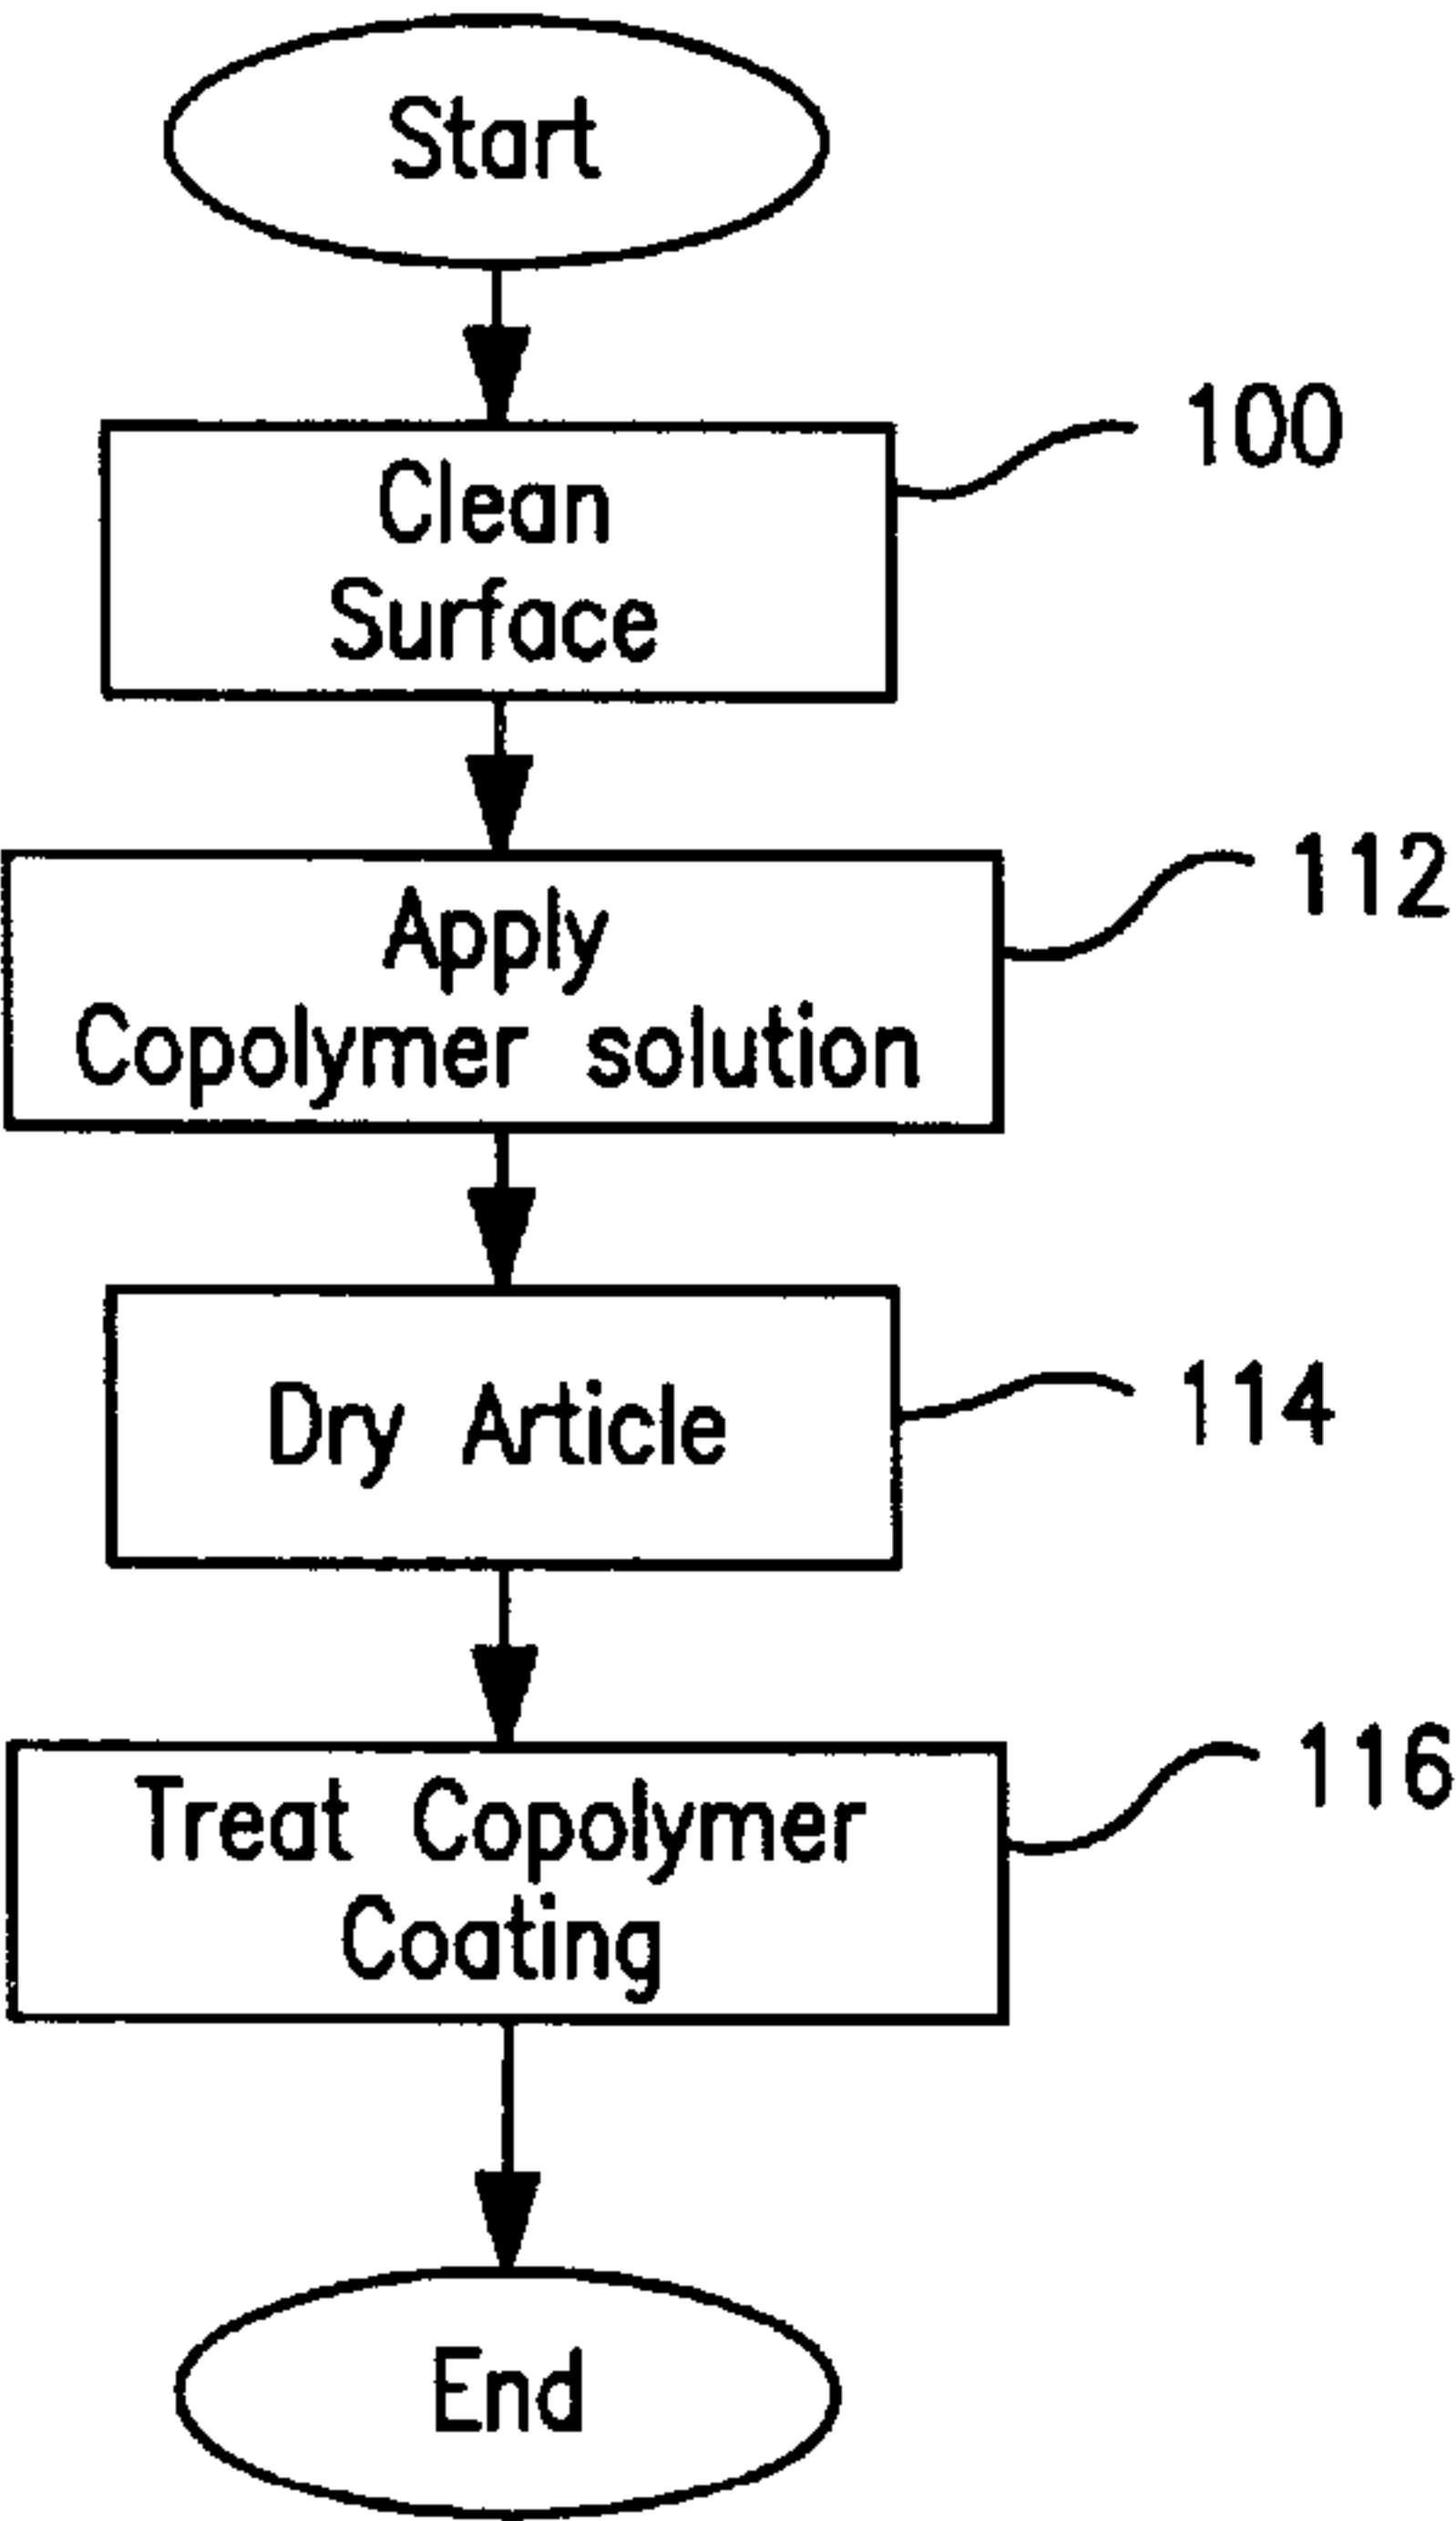 Start
100
Clean
Surface
112
Apply
Copolymer solution
114
Dry Article
116
Treat Copolymer
Coating
End